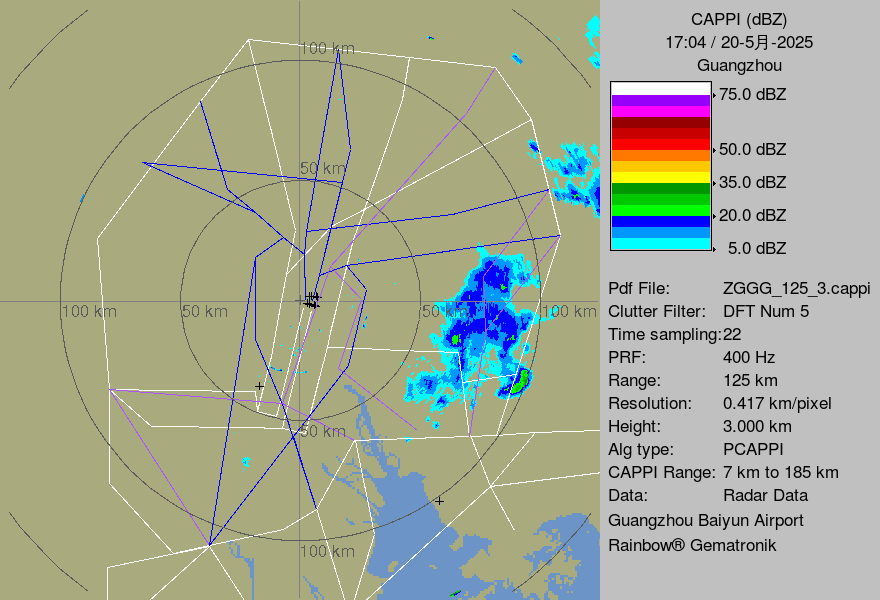 CAPPI (dBZ)
17:04 / 20-5月-2025
Guangzhou
75.0 dBZ
50.0 dBZ
35.0 dBZ
20.0 dBZ
5.0 dBZ
Pdf File: ZGGG_125_3.cappi
Clutter Filter: DFT Num 5
Time sampling:22
PRF: 400 Hz
Range: 125 km
Resolution: 0.417 km/pixel
Height: 3.000 km
Alg type: PCAPPI
CAPPI Range: 7 km to 185 km
Data: Radar Data
Guangzhou Baiyun Airport
Rainbow® Gematronik
100 km
50 km
100 km
50 km
50 km
100 km
50 km
100 km